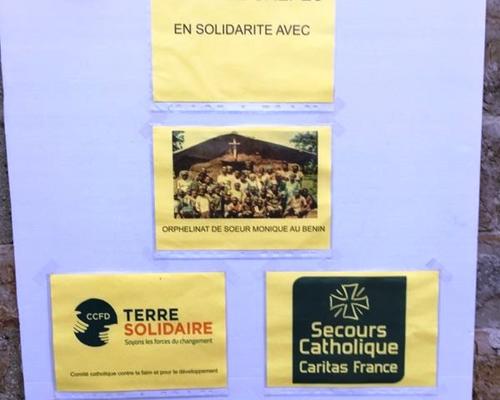 EN SOLIDARITE AVEC
ORPHELINAT DE SOEUR MONIQUE AU BENIN
CCFD
TERRE
SOLIDAIRE
Soyons les forces du changement
Comité catholique contre la faim et pour le développement
Secours
Catholique
Caritas France